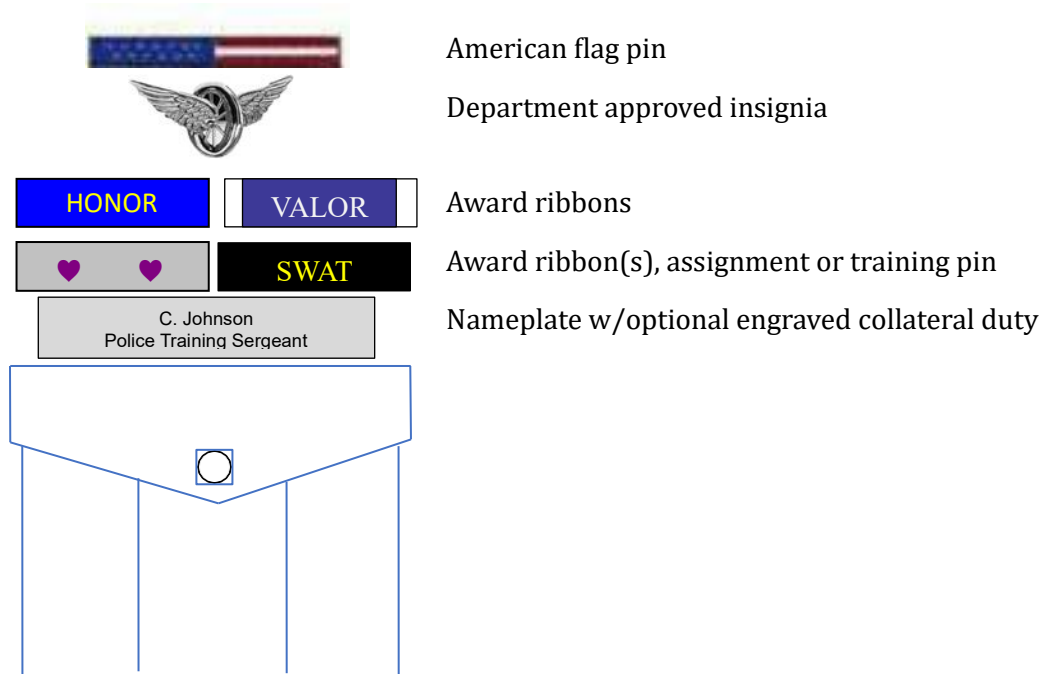 American flag pin
Department approved insignia
HONOR VALOR Award ribbons
SWAT Award ribbon(s), assignment or training pin
C. Johnson
Police Training Sergeant
Nameplate w/optional engraved collateral duty